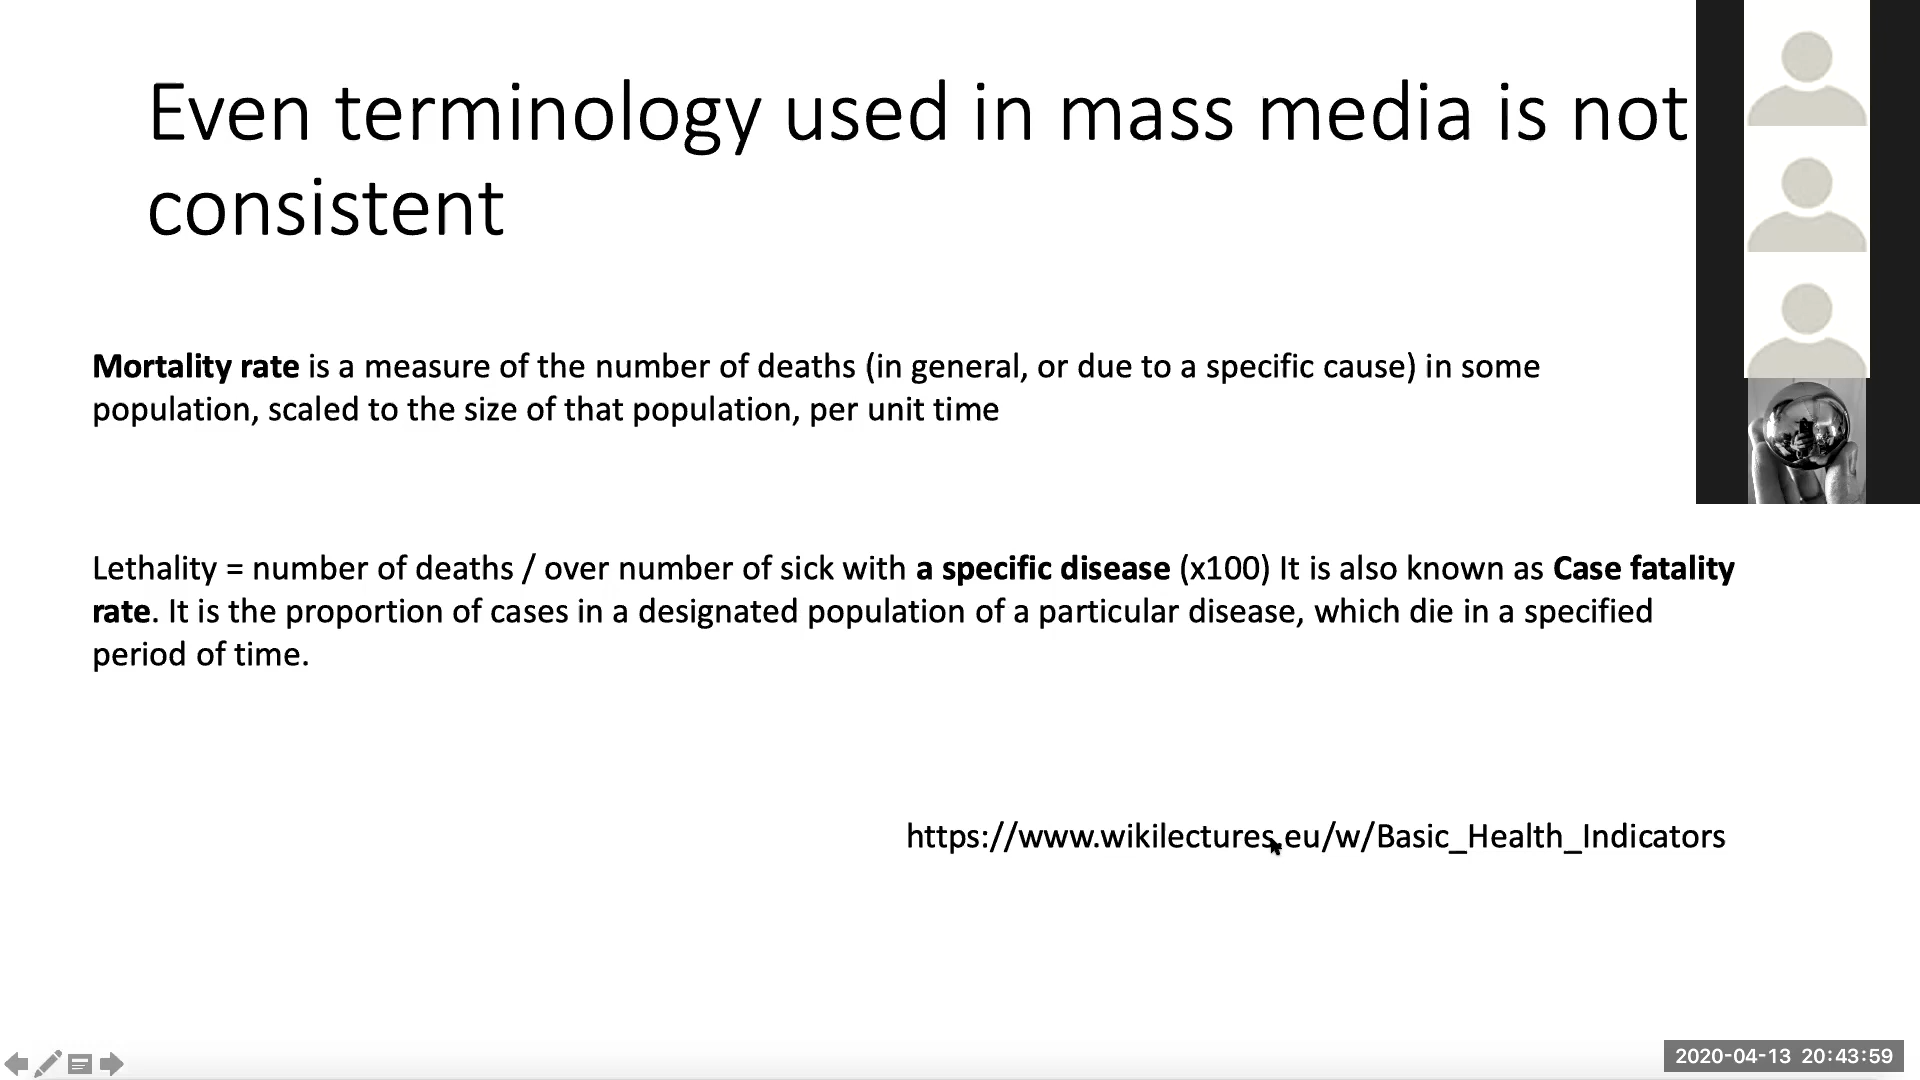 Even terminology used in mass media is not
consistent
Mortality rate is a measure of the number of deaths (in general, or due to a specific cause) in some
population, scaled to the size of that population, per unit time
Lethality = number of deaths / over number of sick with a specific disease (x100) It is also known as Case fatality
rate. It is the proportion of cases in a designated population of a particular disease, which die in a specified
period of time.
https://www.wikilectures.eu/w/Basic_Health_Indicators
2020-04-13 20:43:59